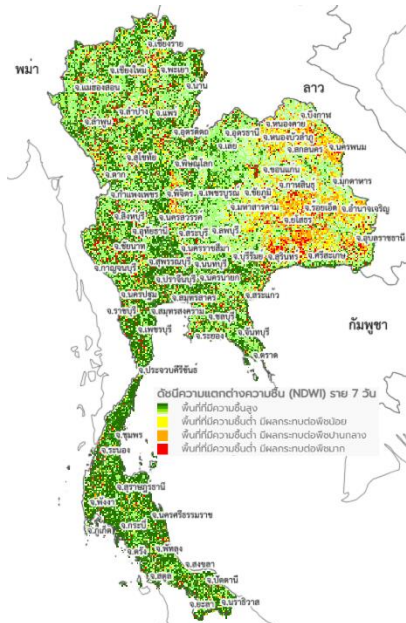 จ.เชียงราย
พม่า
จ.เชียงใหม่ จ.พะเยา
จ.แม่ฮ่องสอน
จ.น่าน
ลาว
จ.ลำปาง จ.แพร่
จ.ลำพูน
จ.บึงกาฬ
จ.หนองคาย
จ.อุตรดิตถ์
จ.อุดรธานี
จ.หนองบัวลำภู
จ.เลย
จ.สกลนคร
จ.นครพนม
จ.สุโขทัย
จ.พิษณุโลก
จ.ตาก
จ.ขอนแก่น
จ.มุกดาหาร
จ.กำแพงเพชร
จ.พิจิตร
จ.เพชรบูรณ์
จ.ชัยภูมิ
จ.กาฬสินธุ์
จ.มหาสารคาม
จ.ร้อยเอ็ด
จ.อำนาจเจริญ
จ.สิงห์บุรี
จ.นครสวรรค์
จ.ยโสธร
จ.อุทัยธานี
จ.สระบุรี
จ.ลพบุรี
จ.อุบลราชธานี
จ.ชัยนาท
จ.นครราชสีมา
จ.บุรีรัมย์
จ.สุรินทร์
จ.ศรีสะเกษ
จ.สุพรรณบุรี
จ.นนทบุรี
จ.กาญจนบุรี
จ.ปราจีนบุรี
จ.นครนายก
จ.สระแก้ว
จ.นครปฐม
จ.สมุทรสาคร
จ.ราชบุรี
จ.สมุทรสงคราม
จ.ชลบุรี
กัมพูชา
จ.เพชรบุรี
จ.ระยอง
จ.จันทบุรี
จ.ตราด
จ.ประจวบคีรีขันธ์
ดัชนีความแตกต่างความชื้น (NDWI) ราย 7 วัน
พื้นที่ที่มีความชื้นสูง
พื้นที่ที่มีความชื้นต่ำ มีผลกระทบต่อพืชน้อย
พื้นที่ที่มีความชื้นต่ำ มีผลกระทบต่อพืชปานกลาง
พื้นที่ที่มีความชื้นต่ำ มีผลกระทบต่อพืชมาก
จ.ชุมพร
จ.ระนอง
จ.สุราษฎร์ธานี
จ.พังงา
จ.นครศรีธรรมราช
จ.กระบี่
จ.ภูเก็ต
จ.ตรัง
จ.พัทลุง
จ.สงขลา
จ.สตูล
จ.ปัตตานี
จ.ยะลา
จ.นราธิวาส